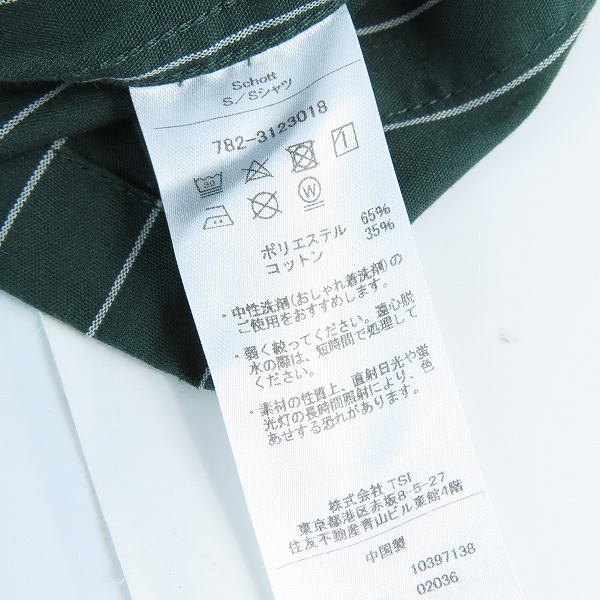 Schott
S/Sシャツ
782-3123018
30
W
ポリエステル 65%
コットン 35%
・中性洗剤(おしゃれ着洗剤)の
ご使用をおすすめします。
・弱く絞ってください。遠心脱
水の際は、短時間で処理して
ください。
・素材の性質上、直射日光や蛍
光灯の長時間照射により、色
あせする恐れがあります。
株式会社 TSI
東京都港区赤坂8-5-27
住友不動産青山ビル東館4階
中国製
10397138
02036